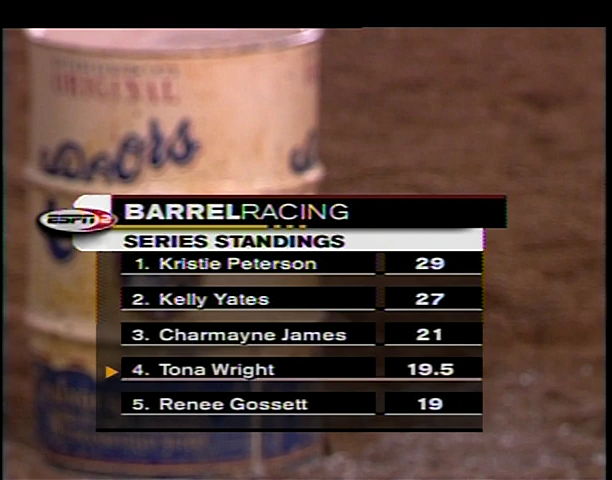 ORIGINAL
Coors
ESPN2
BARRELRACING
SERIES STANDINGS
1. Kristie Peterson 29
2. Kelly Yates 27
3. Charmayne James 21
4. Tona Wright 19.5
5. Renee Gossett 19